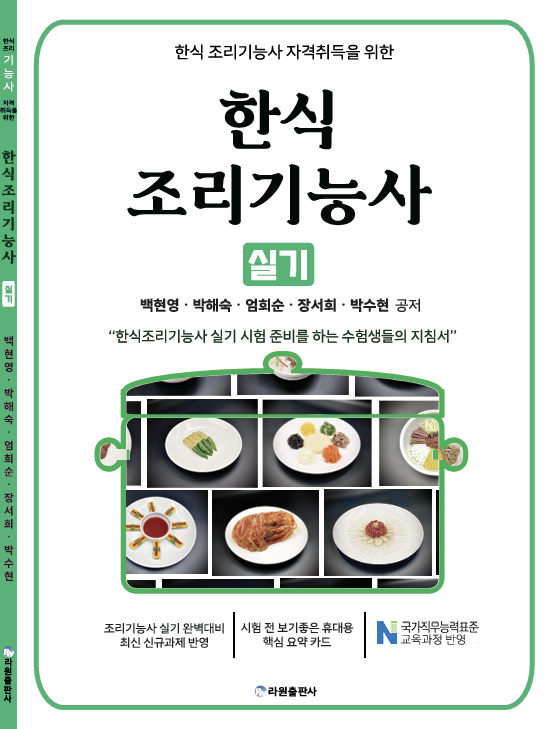 한식
조리
기능사
자격
취득을
위한
한식조리기능사
실기
백현영 · 박해숙 · 엄희순 · 장서희 · 박수현
라원출판사
한식 조리기능사 자격취득을 위한
한식
조리기능사
실기
백현영 · 박해숙 · 엄희순 · 장서희 · 박수현 공저
“한식조리기능사 실기 시험 준비를 하는 수험생들의 지침서”
조리기능사 실기 완벽대비
최신 신규과제 반영
시험 전 보기좋은 휴대용
핵심 요약 카드
N 국가직무능력표준
교육과정 반영
라원출판사